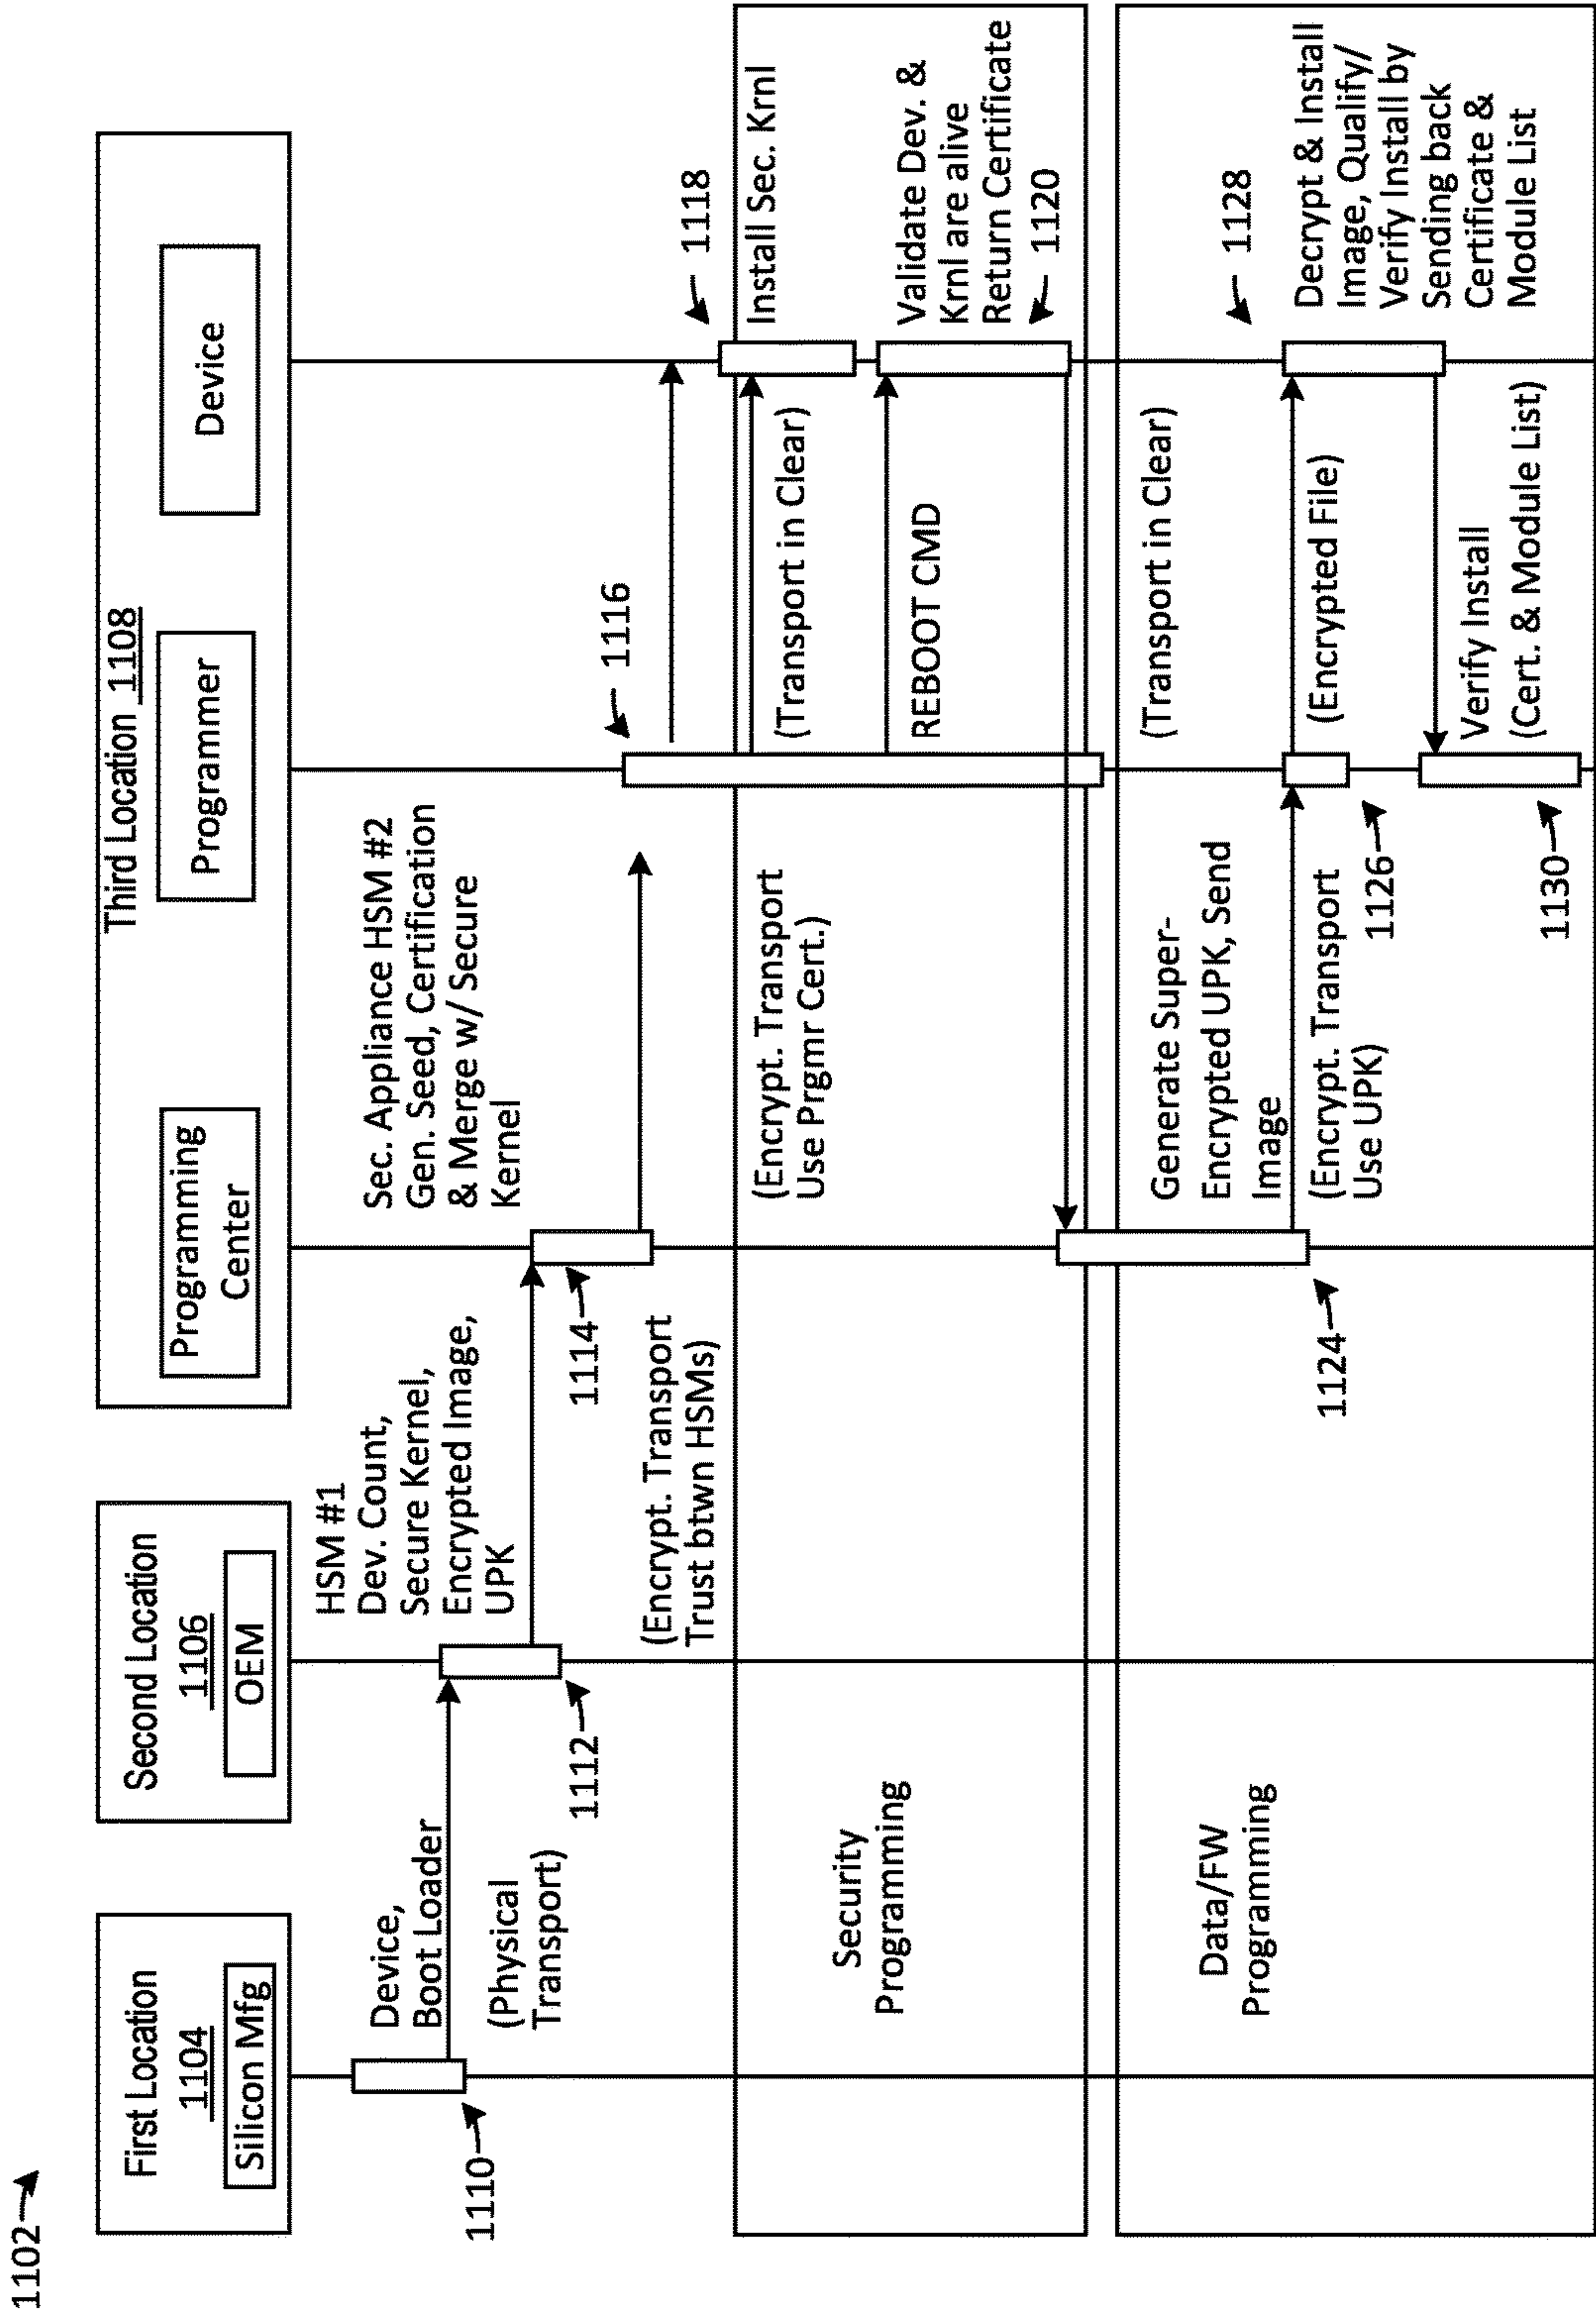 1102
First Location
1104
Silicon Mfg
Second Location
1106
OEM
Third Location 1108
Programming
Center
Programmer
Device
1110
Device,
Boot Loader
(Physical
Transport)
1112
HSM #1
Dev. Count,
Secure Kernel,
Encrypted Image,
UPK
(Encrypt. Transport
Trust btwn HSMs)
1114
Sec. Appliance HSM #2
Gen. Seed, Certification
& Merge w/ Secure
Kernel
1116
1118
Security
Programming
(Encrypt. Transport
Use Prgmr Cert.)
(Transport in Clear)
Install Sec. Krnl
REBOOT CMD
Validate Dev. &
Krnl are alive
Return Certificate
1120
Data/FW
Programming
1124
Generate Super-
Encrypted UPK, Send
Image
(Encrypt. Transport
Use UPK)
1126
(Transport in Clear)
(Encrypted File)
1128
Decrypt & Install
Image, Qualify/
Verify Install by
Sending back
Certificate &
Module List
Verify Install
(Cert. & Module List)
1130